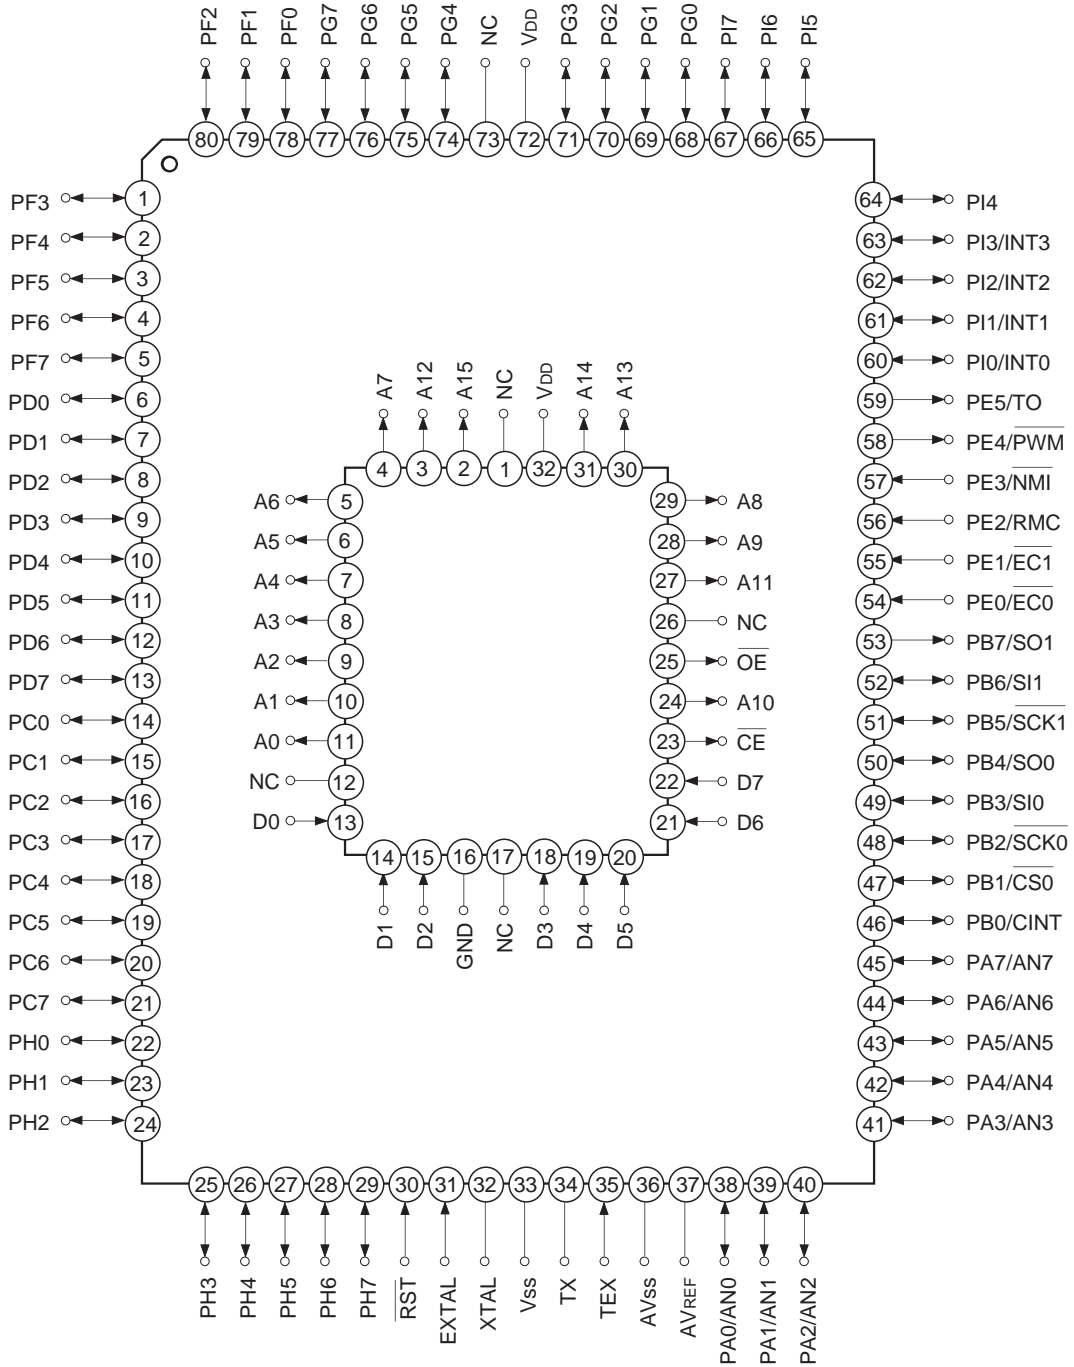 PF2 PF1 PF0 PG7 PG6 PG5 PG4 NC VDD PG3 PG2 PG1 PG0 PI7 PI6 PI5
80 79 78 77 76 75 74 73 72 71 70 69 68 67 66 65
PF3 1 64 PI4
PF4 2 63 PI3/INT3
PF5 3 62 PI2/INT2
PF6 4 61 PI1/INT1
PF7 5 60 PI0/INT0
PD0 6 59 PE5/TO
PD1 7 58 PE4/P̅W̅M̅
PD2 8 57 PE3/N̅M̅I̅
PD3 9 56 PE2/RMC
PD4 10 55 PE1/E̅C̅1̅
PD5 11 54 PE0/E̅C̅0̅
PD6 12 53 PB7/SO1
PD7 13 52 PB6/SI1
PC0 14 51 PB5/S̅C̅K̅1̅
PC1 15 50 PB4/SO0
PC2 16 49 PB3/SI0
PC3 17 48 PB2/S̅C̅K̅0̅
PC4 18 47 PB1/C̅S̅0̅
PC5 19 46 PB0/CINT
PC6 20 45 PA7/AN7
PC7 21 44 PA6/AN6
PH0 22 43 PA5/AN5
PH1 23 42 PA4/AN4
PH2 24 41 PA3/AN3
25 26 27 28 29 30 31 32 33 34 35 36 37 38 39 40
PH3 PH4 PH5 PH6 PH7 R̅S̅T̅ EXTAL XTAL Vss TX TEX AVss AVREF PA0/AN0 PA1/AN1 PA2/AN2
A7 A12 A15 NC VDD A14 A13
4 3 2 1 32 31 30
A6 5 29 A8
A5 6 28 A9
A4 7 27 A11
A3 8 26 NC
A2 9 25 O̅E̅
A1 10 24 A10
A0 11 23 C̅E̅
NC 12 22 D7
D0 13 21 D6
14 15 16 17 18 19 20
D1 D2 GND NC D3 D4 D5